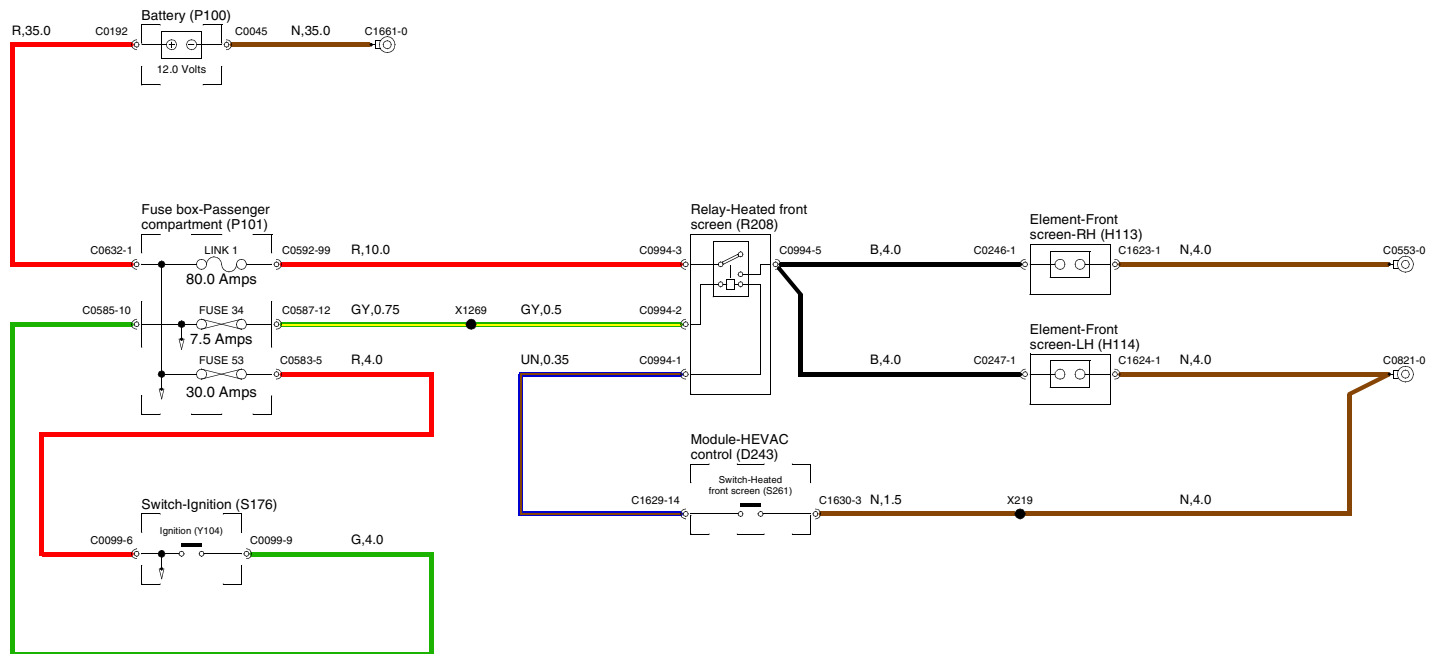 Battery (P100)
R,35.0
C0192
C0045
N,35.0
C1661-0
12.0 Volts
Fuse box-Passenger
compartment (P101)
C0632-1
LINK 1
C0592-99
R,10.0
80.0 Amps
C0585-10
FUSE 34
C0587-12
GY,0.75
X1269
GY,0.5
7.5 Amps
FUSE 53
C0583-5
R,4.0
30.0 Amps
Relay-Heated front
screen (R208)
C0994-3
C0994-5
C0994-2
C0994-1
UN,0.35
B,4.0
C0246-1
Element-Front
screen-RH (H113)
C1623-1
N,4.0
C0553-0
B,4.0
C0247-1
Element-Front
screen-LH (H114)
C1624-1
N,4.0
C0821-0
Module-HEVAC
control (D243)
Switch-Heated
front screen (S261)
C1629-14
C1630-3
N,1.5
X219
N,4.0
Switch-Ignition (S176)
Ignition (Y104)
C0099-6
C0099-9
G,4.0